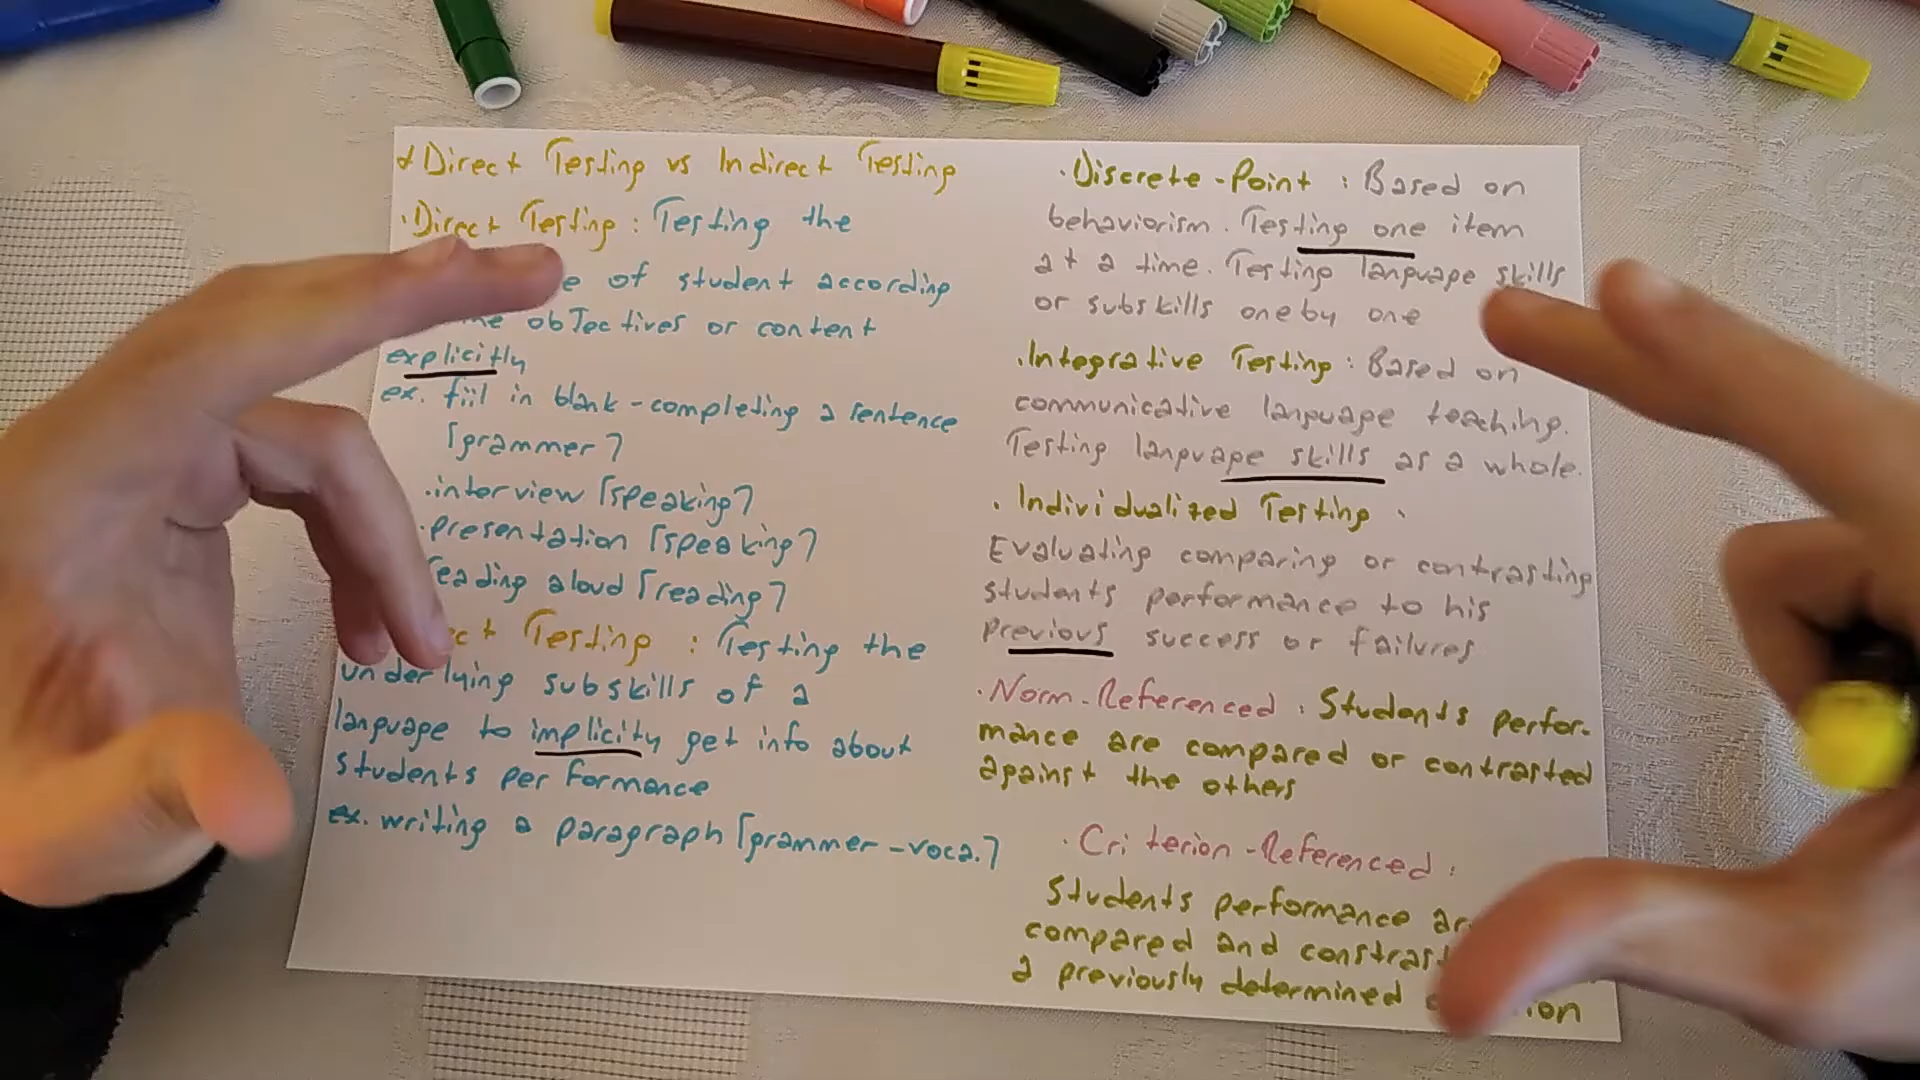 Direct Testing vs Indirect Testing
· Direct Testing : Testing the
of student according
objectives or content
explicitly
ex. fiil in blank - completing a sentence
[grammer]
· interview [speaking]
· presentation [speaking]
reading aloud [reading]
Testing : Testing the
underlying subskills of a
language to implicity get info about
students performance
ex. writing a paragraph [grammer - voca.]
· Discrete - Point : Based on
behaviorism. Testing one item
at a time. Testing language skills
or subskills one by one
· Integrative Testing : Based on
communicative language teaching.
Testing language skills as a whole.
· Individualized Testing ·
Evaluating comparing or contrasting
students performance to his
previous success or failures
· Norm-Referenced : Students perfor-
mance are compared or contrasted
against the others
· Criterion - Referenced :
Students performance
compared and
a previously determined